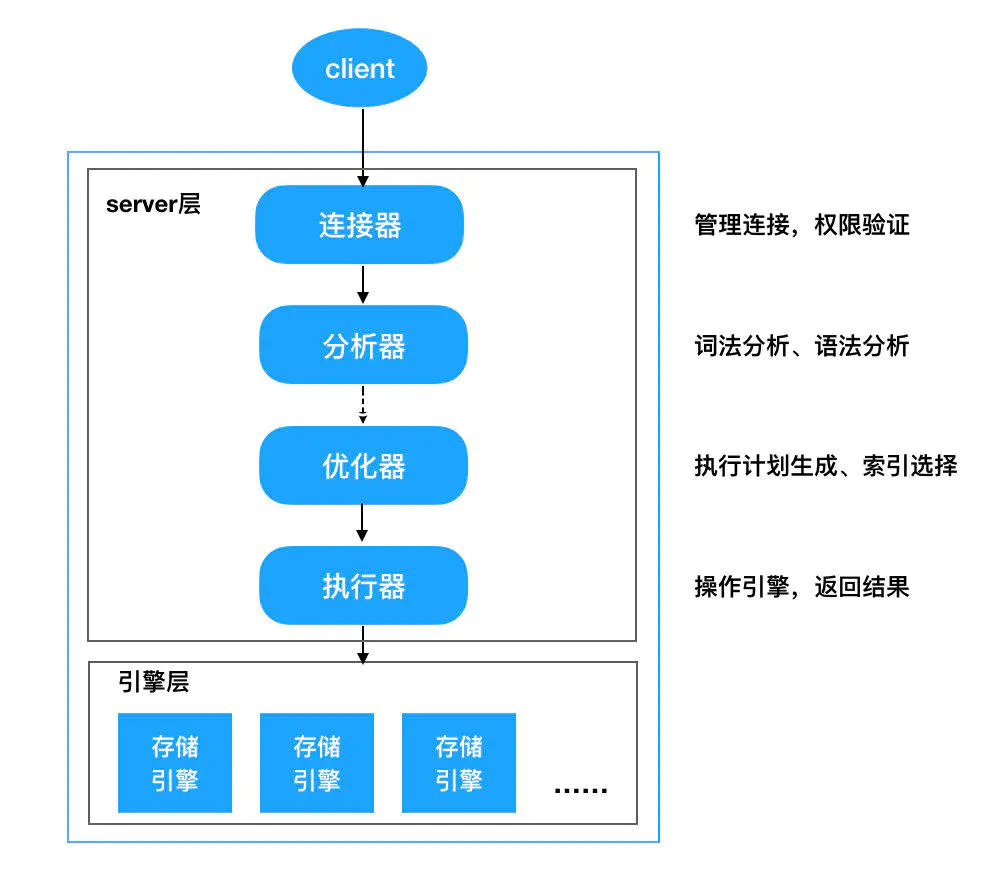 client
server层
连接器
管理连接，权限验证
分析器
词法分析、语法分析
优化器
执行计划生成、索引选择
执行器
操作引擎，返回结果
引擎层
存储
引擎
存储
引擎
存储
引擎
......